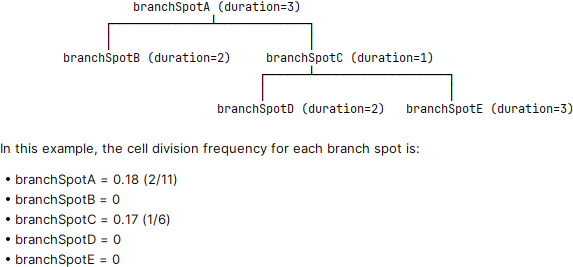 branchSpotA (duration=3)
branchSpotB (duration=2) branchSpotC (duration=1)
branchSpotD (duration=2) branchSpotE (duration=3)
In this example, the cell division frequency for each branch spot is:
• branchSpotA = 0.18 (2/11)
• branchSpotB = 0
• branchSpotC = 0.17 (1/6)
• branchSpotD = 0
• branchSpotE = 0